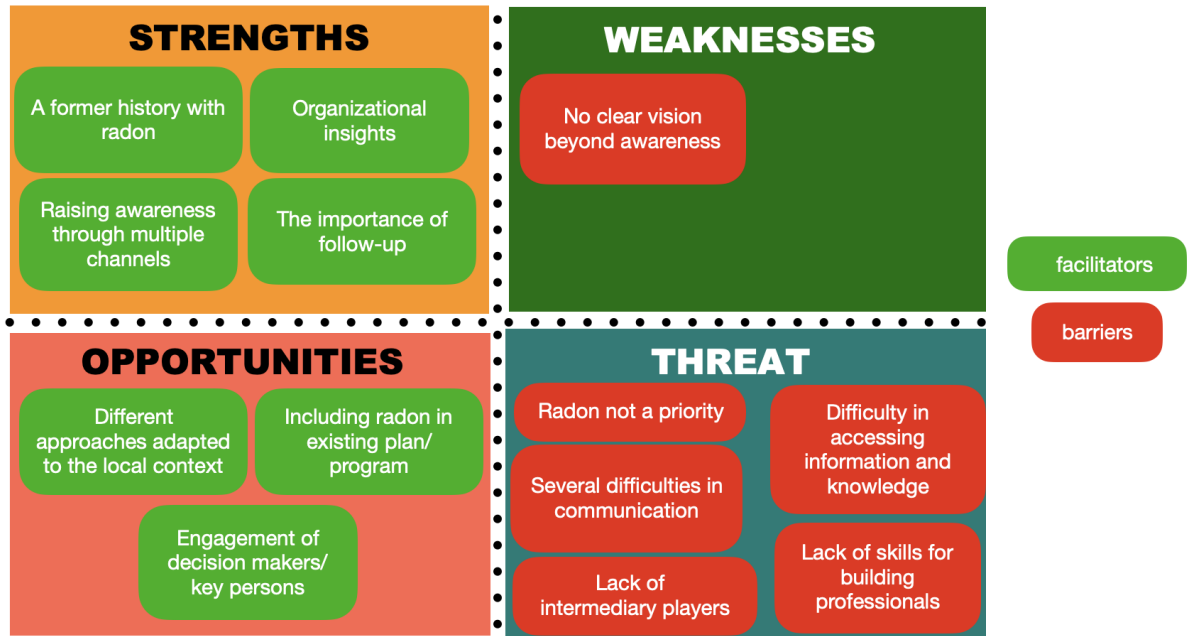 STRENGTHS
A former history with
radon
Organizational
insights
Raising awareness
through multiple
channels
The importance of
follow-up
WEAKNESSES
No clear vision
beyond awareness
OPPORTUNITIES
Different
approaches adapted
to the local context
Including radon in
existing plan/
program
Engagement of
decision makers/
key persons
THREAT
Radon not a priority
Several difficulties in
communication
Lack of
intermediary players
Difficulty in
accessing
information and
knowledge
Lack of skills for
building
professionals
facilitators
barriers